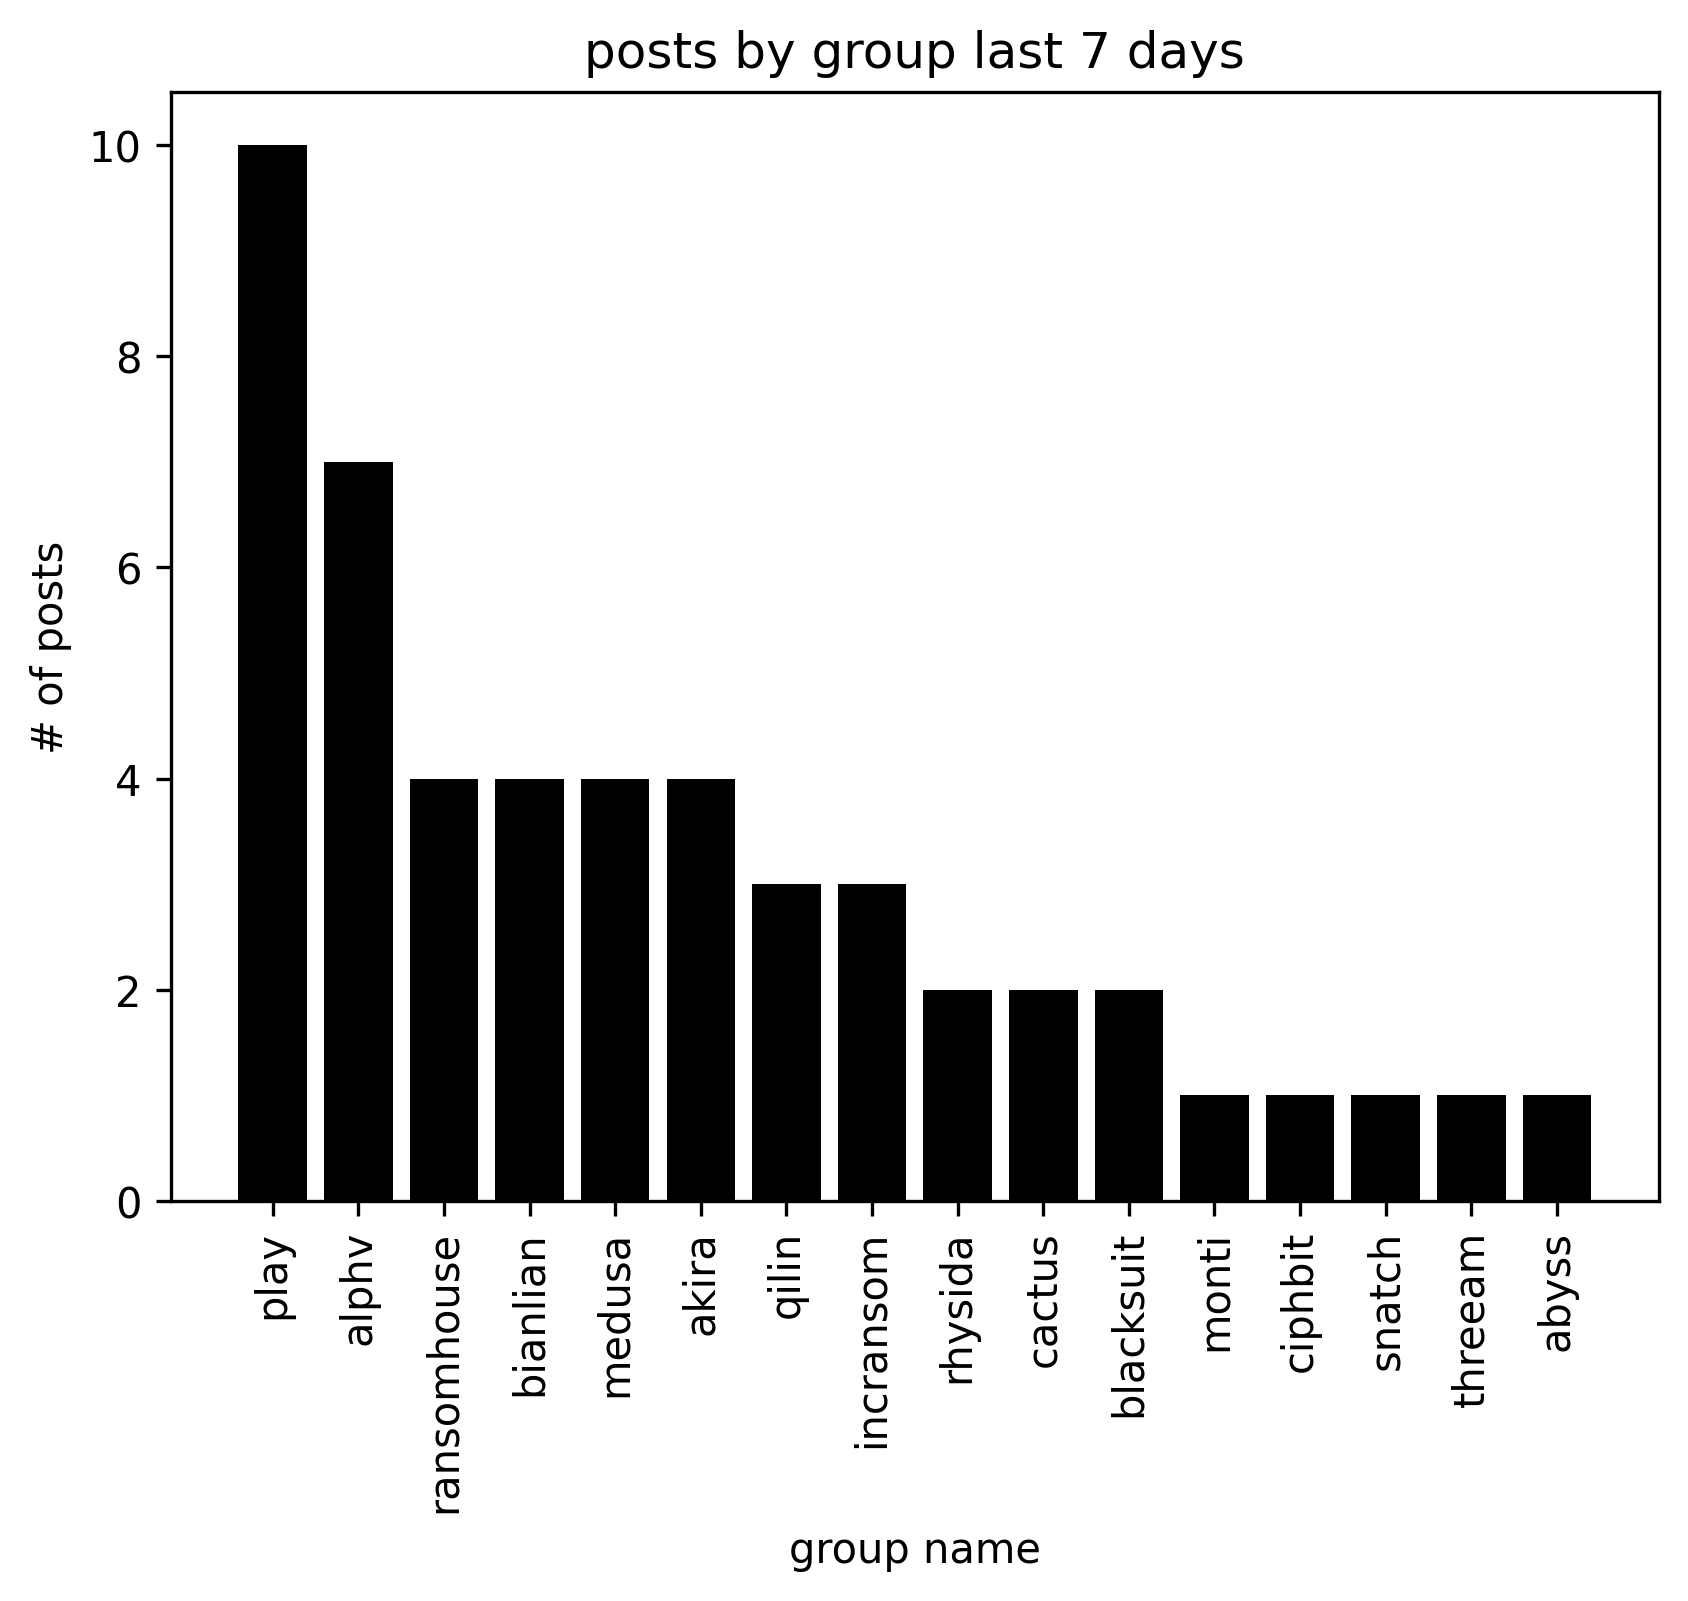 posts by group last 7 days
# of posts
10
8
6
4
2
0
play
alphv
ransomhouse
bianlian
medusa
akira
qilin
incransom
rhysida
cactus
blacksuit
monti
ciphbit
snatch
threeam
abyss
group name